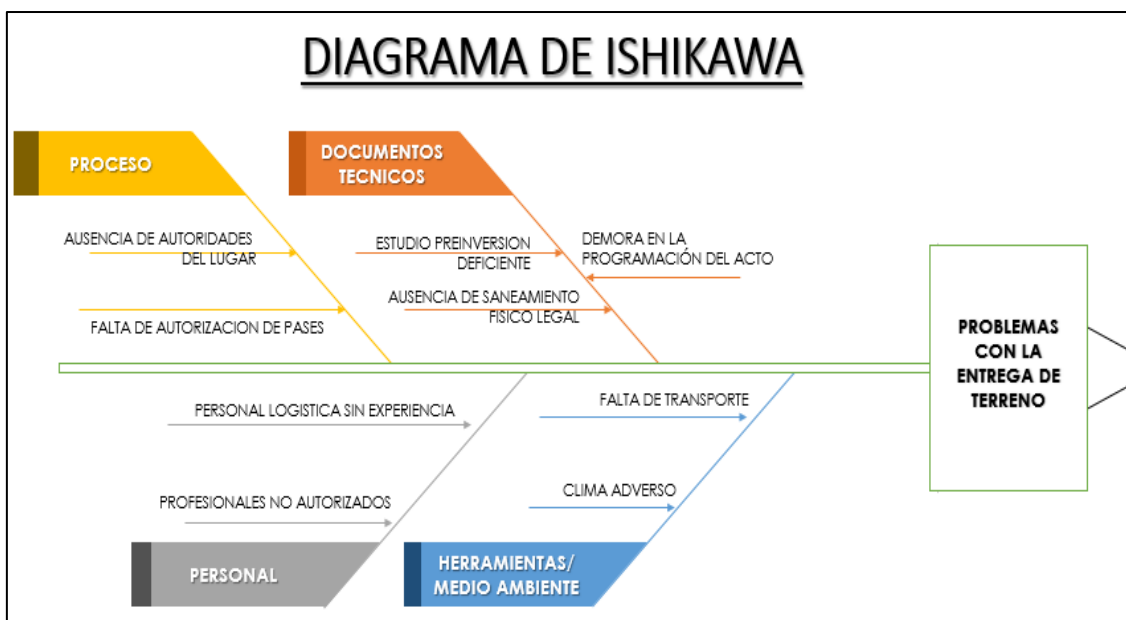 DIAGRAMA DE ISHIKAWA
PROCESO
DOCUMENTOS
TECNICOS
AUSENCIA DE AUTORIDADES
DEL LUGAR
FALTA DE AUTORIZACION DE PASES
ESTUDIO PREINVERSION
DEFICIENTE
DEMORA EN LA
PROGRAMACIÓN DEL ACTO
AUSENCIA DE SANEAMIENTO
FISICO LEGAL
PROBLEMAS
CON LA
ENTREGA DE
TERRENO
PERSONAL LOGISTICA SIN EXPERIENCIA
FALTA DE TRANSPORTE
PROFESIONALES NO AUTORIZADOS
CLIMA ADVERSO
PERSONAL
HERRAMIENTAS/
MEDIO AMBIENTE